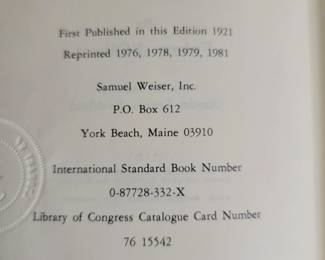 First Published in this Edition 1921
Reprinted 1976, 1978, 1979, 1981
Samuel Weiser, Inc.
P.O. Box 612
York Beach, Maine 03910
International Standard Book Number
0-87728-332-X
Library of Congress Catalogue Card Number
76 15542